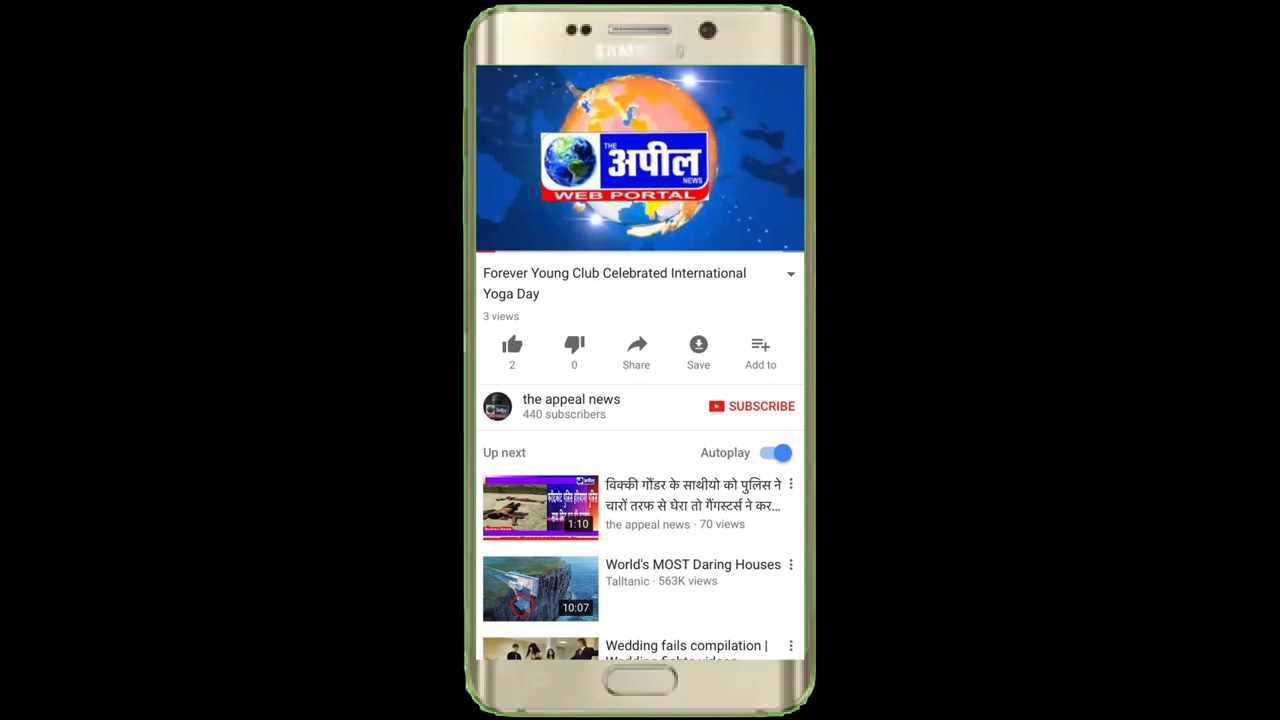 SAMSUNG
THE
अपील
NEWS
WEB PORTAL
Forever Young Club Celebrated International
Yoga Day
3 views
2
0
Share
Save
Add to
the appeal news
440 subscribers
SUBSCRIBE
Up next
Autoplay
विक्की गौंडर के साथीयो को पुलिस ने
चारों तरफ से घेरा तो गैंगस्टर्स ने कर...
the appeal news · 70 views
1:10
World's MOST Daring Houses
Talltanic · 563K views
10:07
Wedding fails compilation |